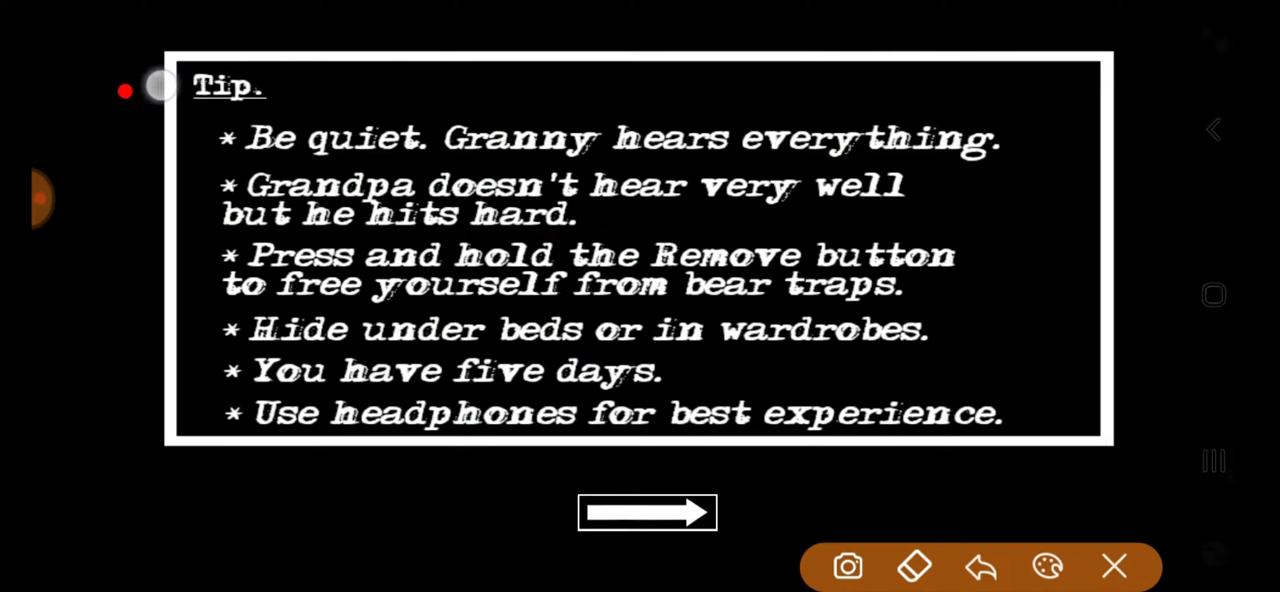 Tip.
* Be quiet. Granny hears everything.
* Grandpa doesn't hear very well
but he hits hard.
* Press and hold the Remove button
to free yourself from bear traps.
* Hide under beds or in wardrobes.
* You have five days.
* Use headphones for best experience.